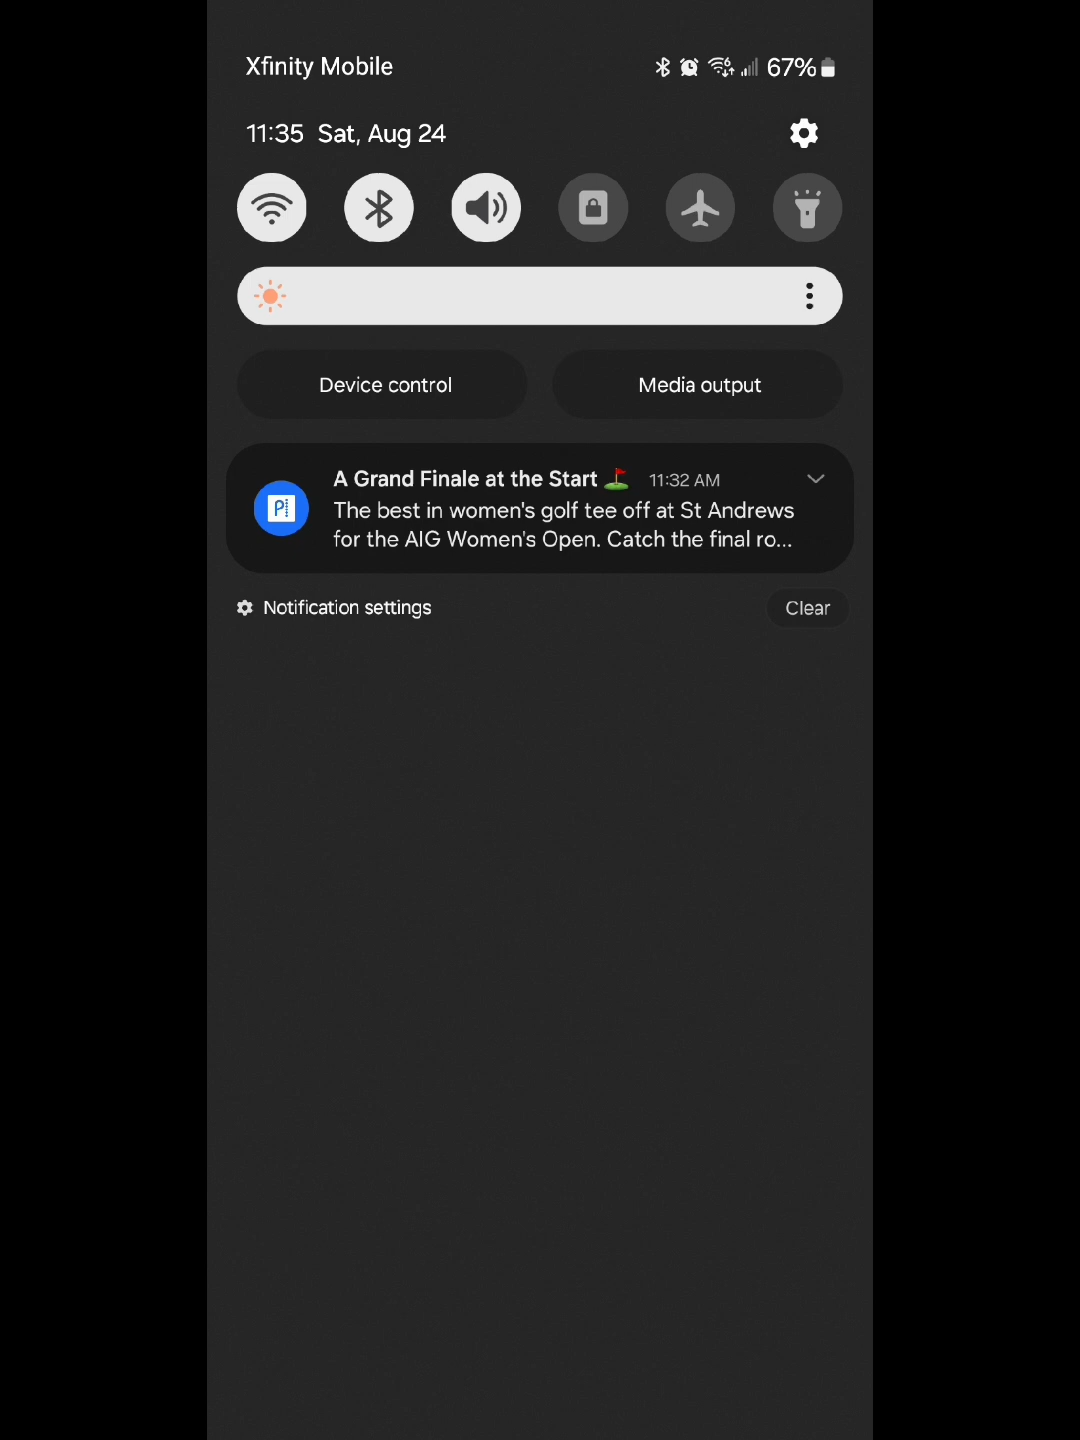 Xfinity Mobile 67%
11:35 Sat, Aug 24
Device control Media output
A Grand Finale at the Start ⛳ 11:32 AM
The best in women's golf tee off at St Andrews
for the AIG Women's Open. Catch the final ro...
Notification settings Clear